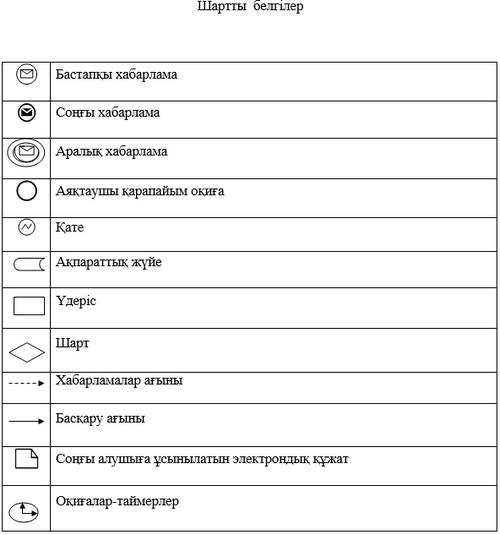 Шартты белгілер
Бастапқы хабарлама
Соңғы хабарлама
Аралық хабарлама
Аяқтаушы қарапайым оқиға
Қате
Ақпараттық жүйе
Үдеріс
Шарт
Хабарламалар ағыны
Басқару ағыны
Соңғы алушыға ұсынылатын электрондық құжат
Оқиғалар-таймерлер